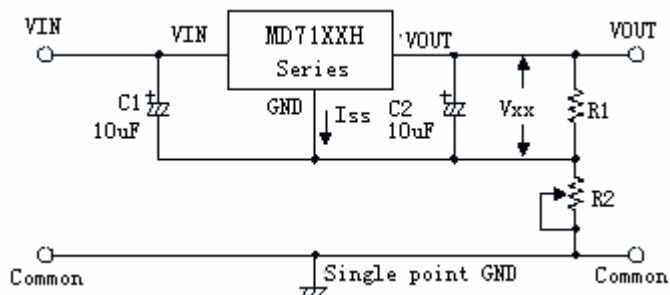 VIN
VIN
MD71XXH
Series
VOUT
VOUT
C1
10uF
GND
Iss
C2
10uF
Vxx
R1
R2
Common
Single point GND
Common